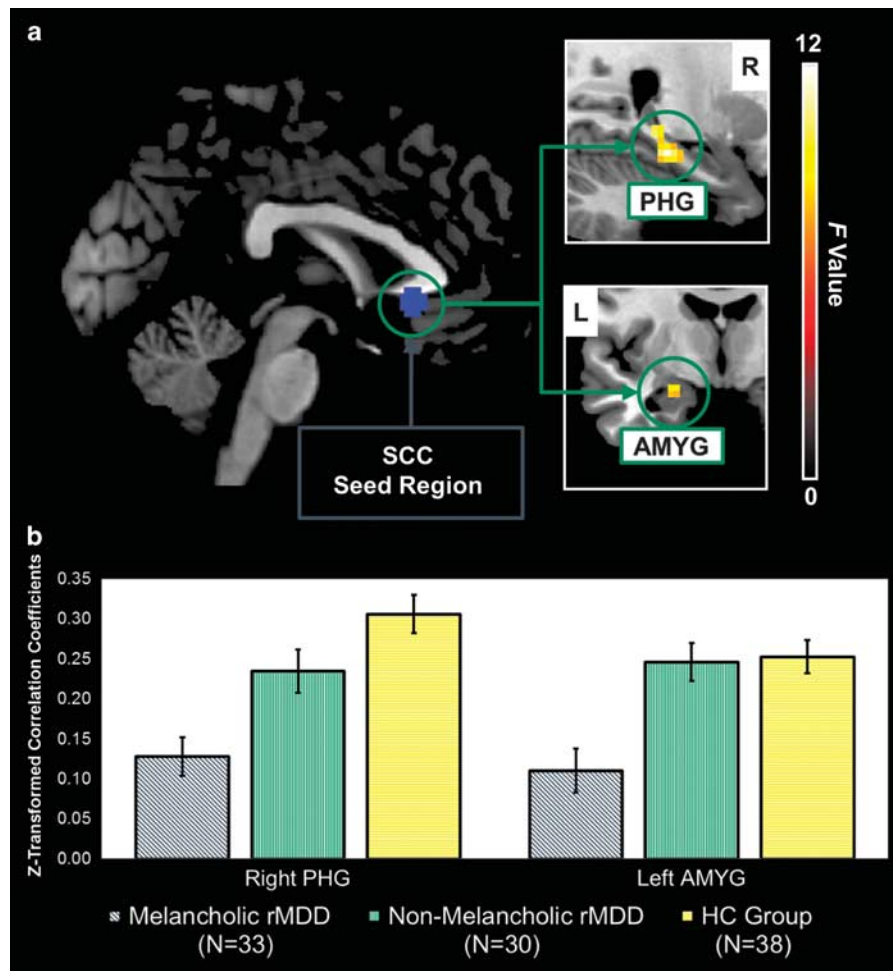 a
R
12
PHG
F Value
L
AMYG
0
SCC
Seed Region
b
Z-Transformed Correlation Coefficients
0.35
0.30
0.25
0.20
0.15
0.10
0.05
0.00
Right PHG
Left AMYG
Melancholic rMDD
(N=33)
Non-Melancholic rMDD
(N=30)
HC Group
(N=38)